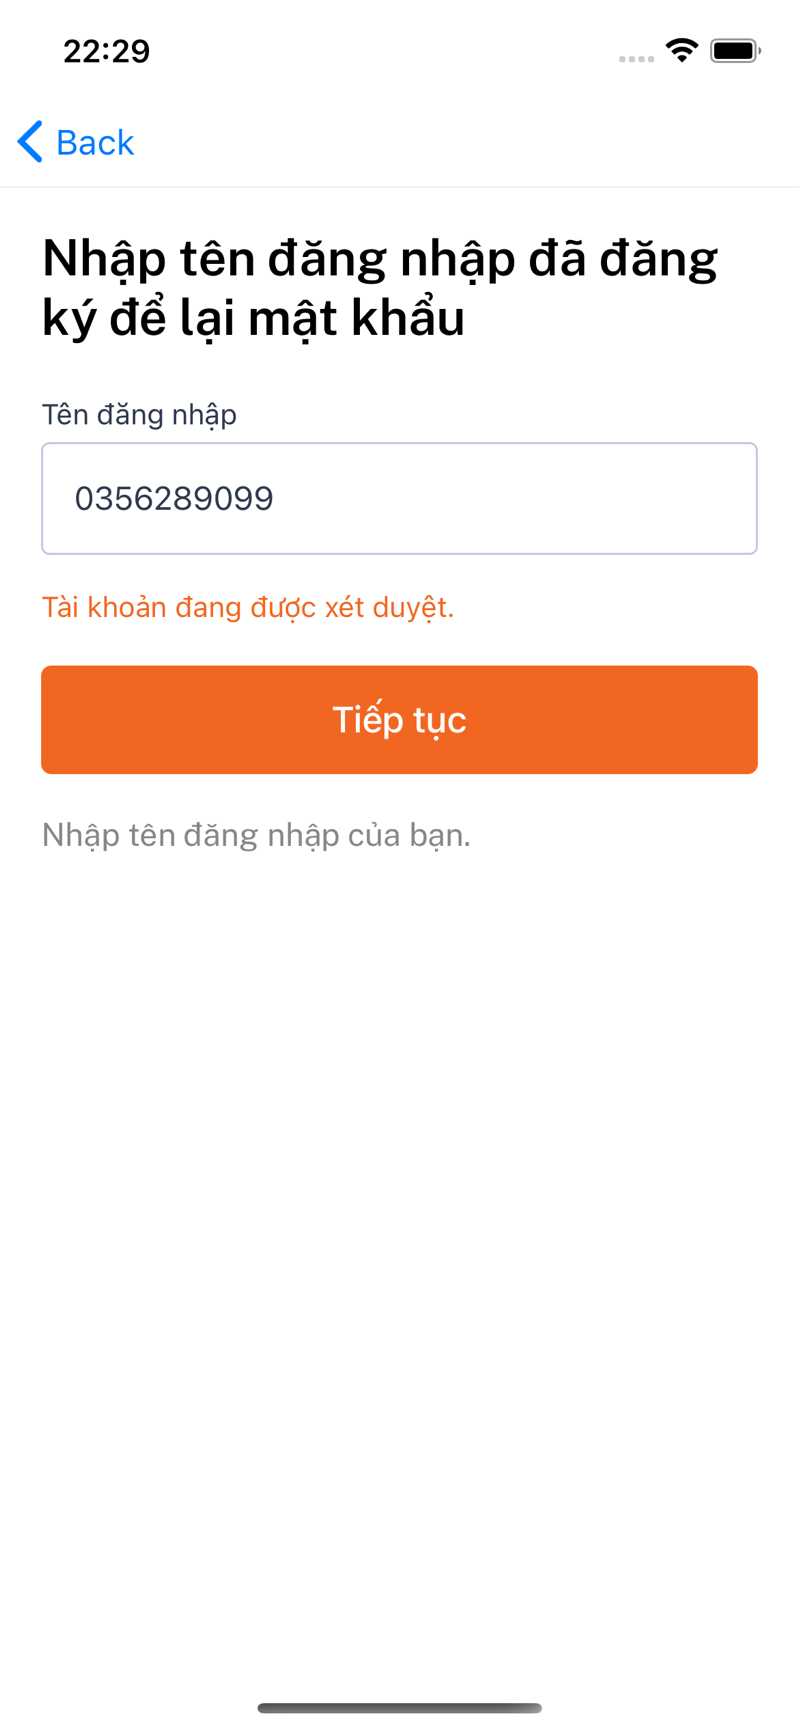 22:29
Back
Nhập tên đăng nhập đã đăng
ký để lại mật khẩu
Tên đăng nhập
0356289099
Tài khoản đang được xét duyệt.
Tiếp tục
Nhập tên đăng nhập của bạn.